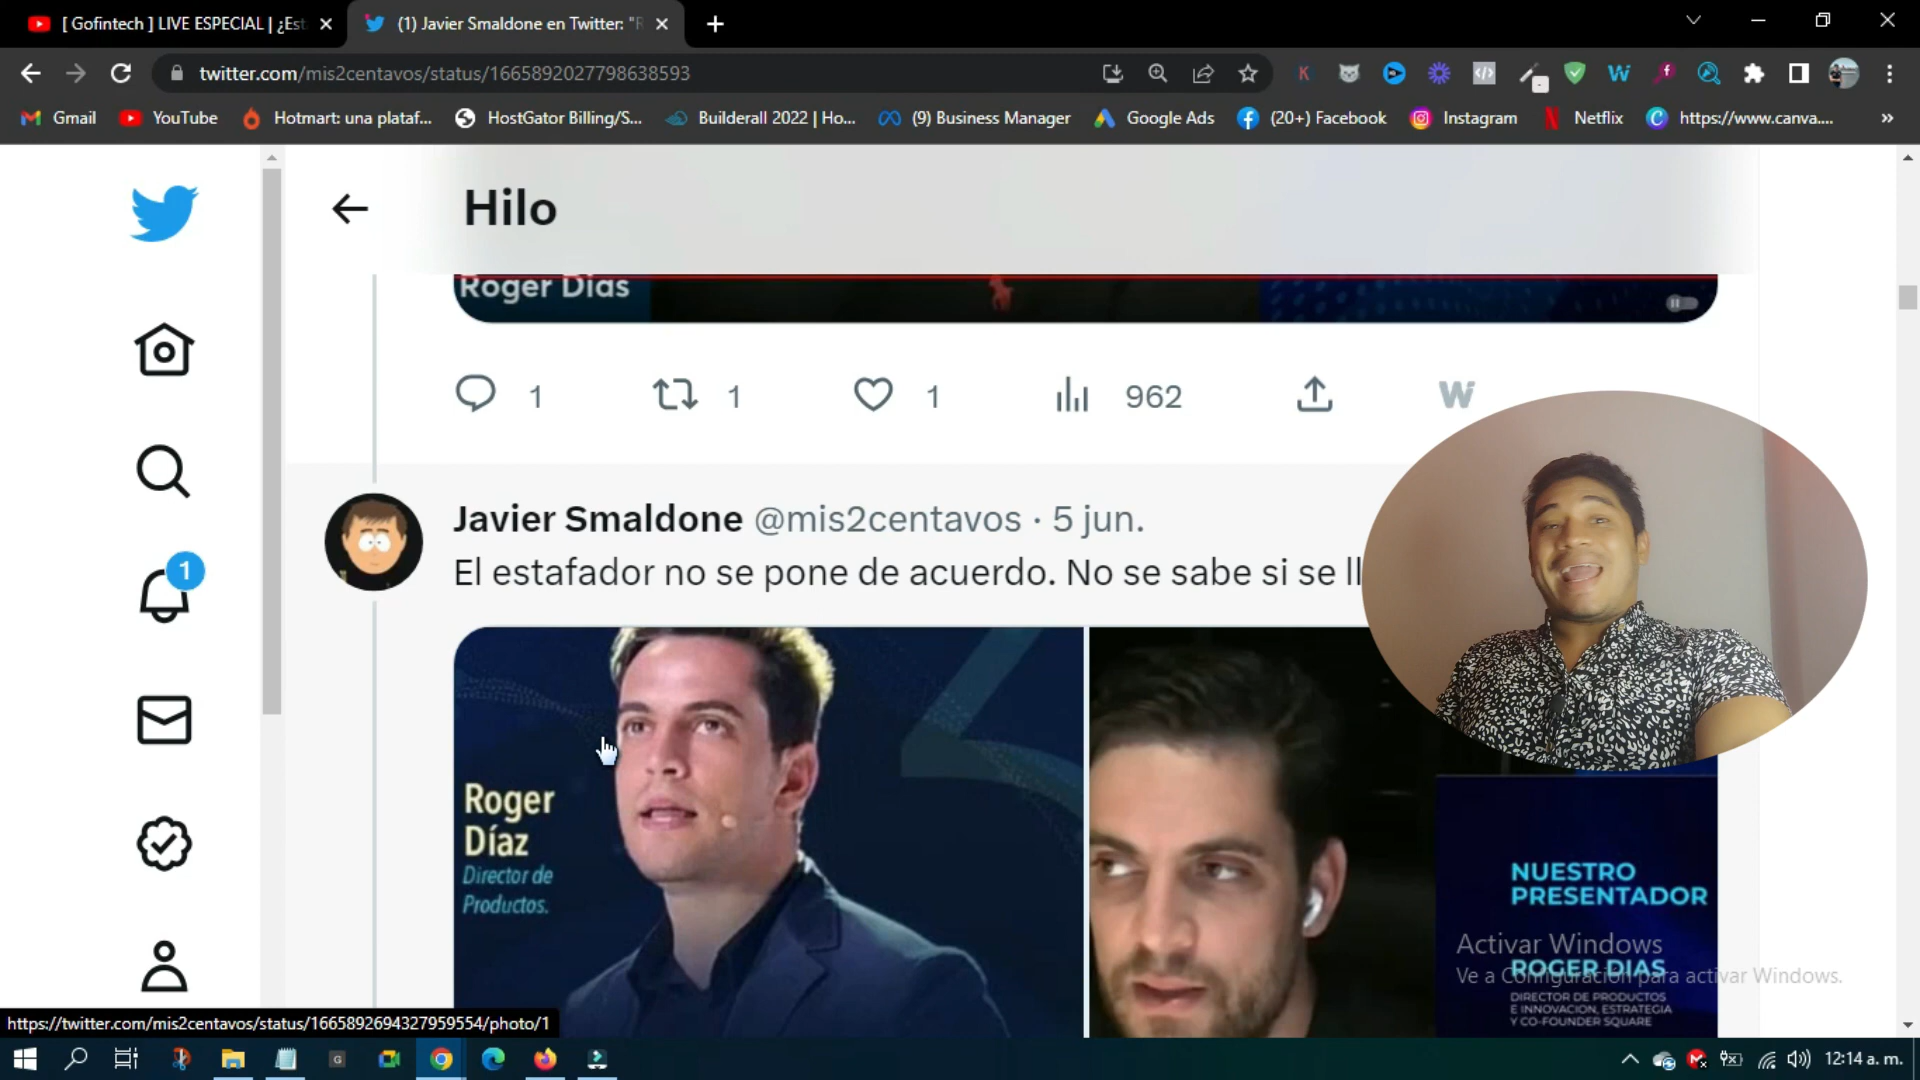 [ Gofintech ] LIVE ESPECIAL | ¿Est
(1) Javier Smaldone en Twitter: "R
twitter.com/mis2centavos/status/1665892027798638593
Gmail
YouTube
Hotmart: una plataf...
HostGator Billing/S...
Builderall 2022 | Ho...
(9) Business Manager
Google Ads
(20+) Facebook
Instagram
Netflix
https://www.canva....
»
Hilo
Roger Dias
1
1
1
962
Javier Smaldone @mis2centavos · 5 jun.
El estafador no se pone de acuerdo. No se sabe si se ll
1
Roger
Díaz
Director de
Productos.
NUESTRO
PRESENTADOR
ROGER DIAS
DIRECTOR DE PRODUCTOS
E INNOVACION, ESTRATEGIA
Y CO-FOUNDER SQUARE
Activar Windows
Ve a Configuración para activar Windows.
https://twitter.com/mis2centavos/status/1665892694327959554/photo/1
12:14 a. m.